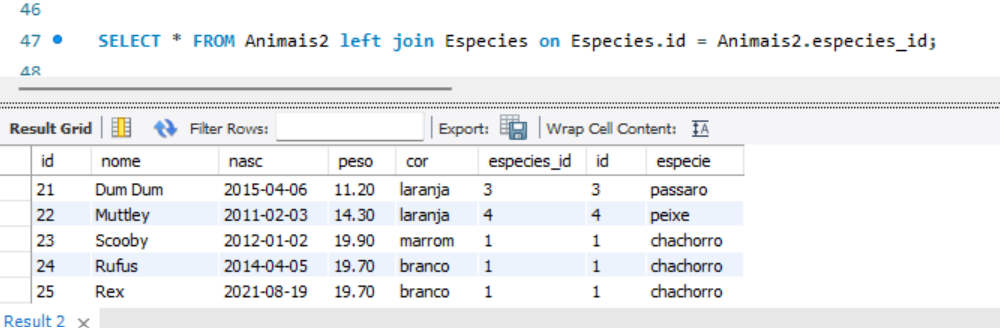 46
47 SELECT * FROM Animais2 left join Especies on Especies.id = Animais2.especies_id;
48
Result Grid Filter Rows: Export: Wrap Cell Content: IA
id nome nasc peso cor especies_id id especie
21 Dum Dum 2015-04-06 11.20 laranja 3 3 passaro
22 Muttley 2011-02-03 14.30 laranja 4 4 peixe
23 Scooby 2012-01-02 19.90 marrom 1 1 chachorro
24 Rufus 2014-04-05 19.70 branco 1 1 chachorro
25 Rex 2021-08-19 19.70 branco 1 1 chachorro
Result 2